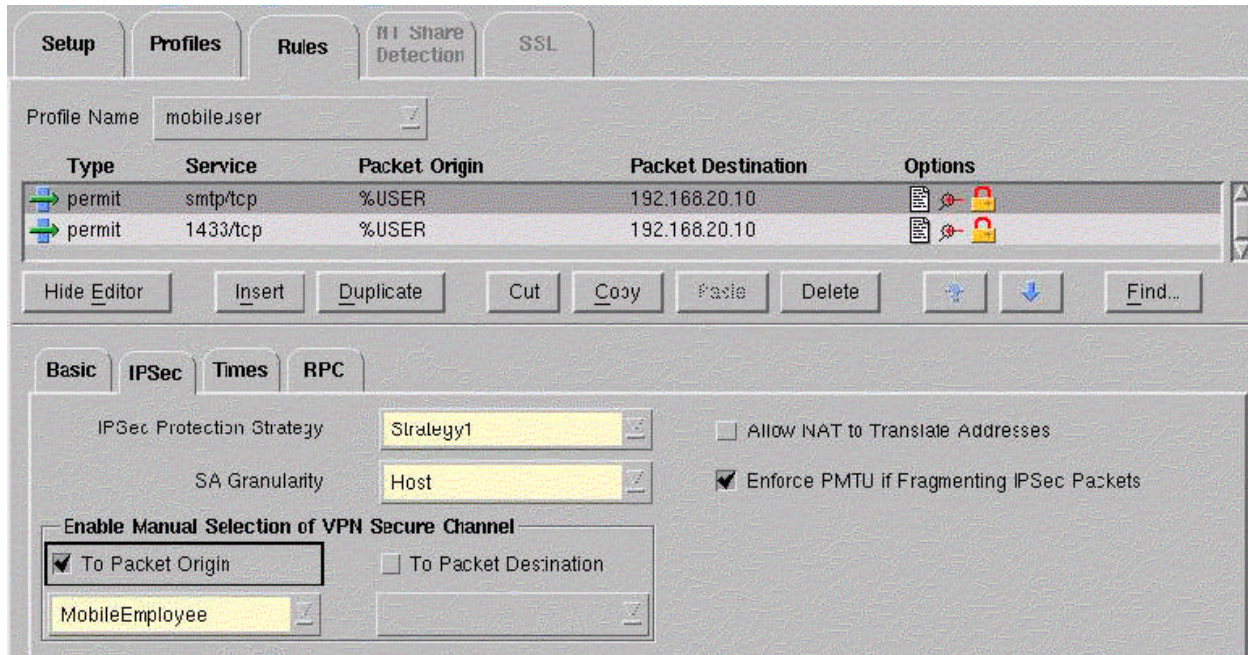 Setup Profiles Rules NT Share Detection SSL
Profile Name mobileuser
Type Service Packet Origin Packet Destination Options
permit smtp/tcp %USER 192.168.20.10
permit 1433/tcp %USER 192.168.20.10
Hide Editor Insert Duplicate Cut Copy Paste Delete Find...
Basic IPSec Times RPC
IPSec Protection Strategy Strategy1 Allow NAT to Translate Addresses
SA Granularity Host Enforce PMTU if Fragmenting IPSec Packets
Enable Manual Selection of VPN Secure Channel
To Packet Origin To Packet Destination
MobileEmployee